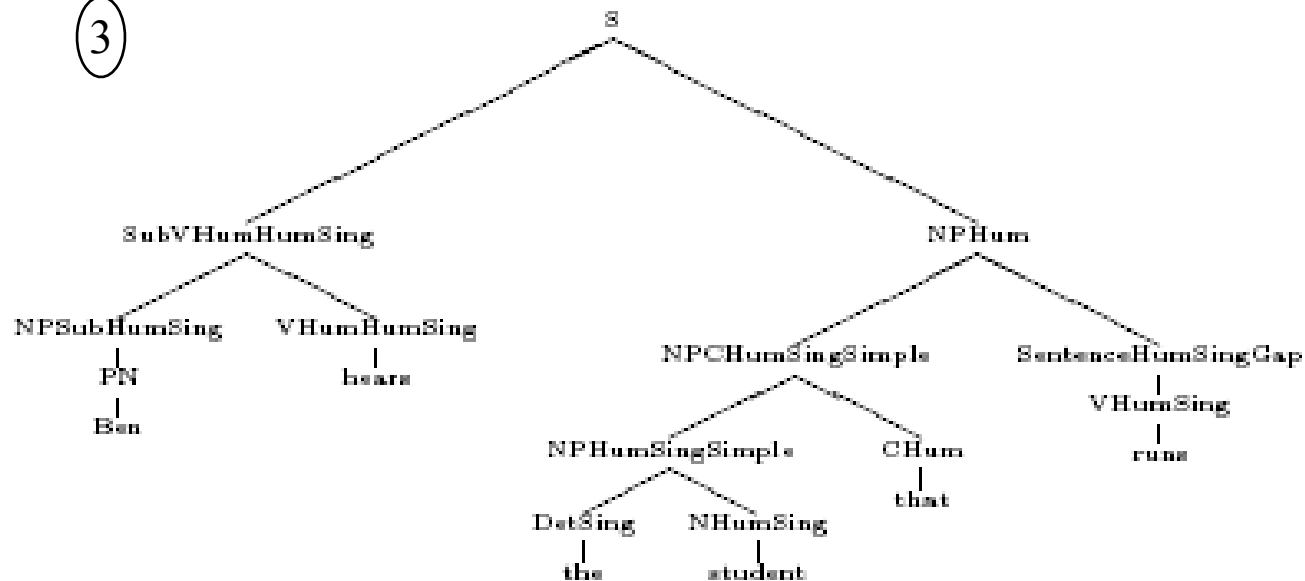 3
S
SubVHumHumSing NPHum
NPSubHumSing VHumHumSing
NPCHumSingSimple SentenceHumSingGap
PN hears
VHumSing
Ben
NPHumSingSimple CHum runs
that
DetSing NHumSing
the student